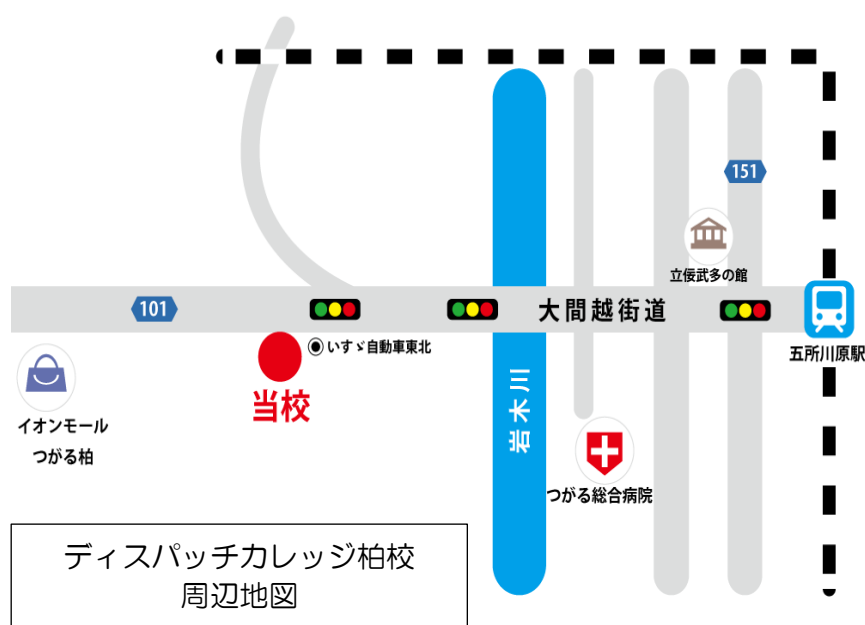 151
立佞武多の館
101
大間越街道
五所川原駅
いすゞ自動車東北
当校
イオンモール
つがる柏
岩木川
つがる総合病院
ディスパッチカレッジ柏校
周辺地図